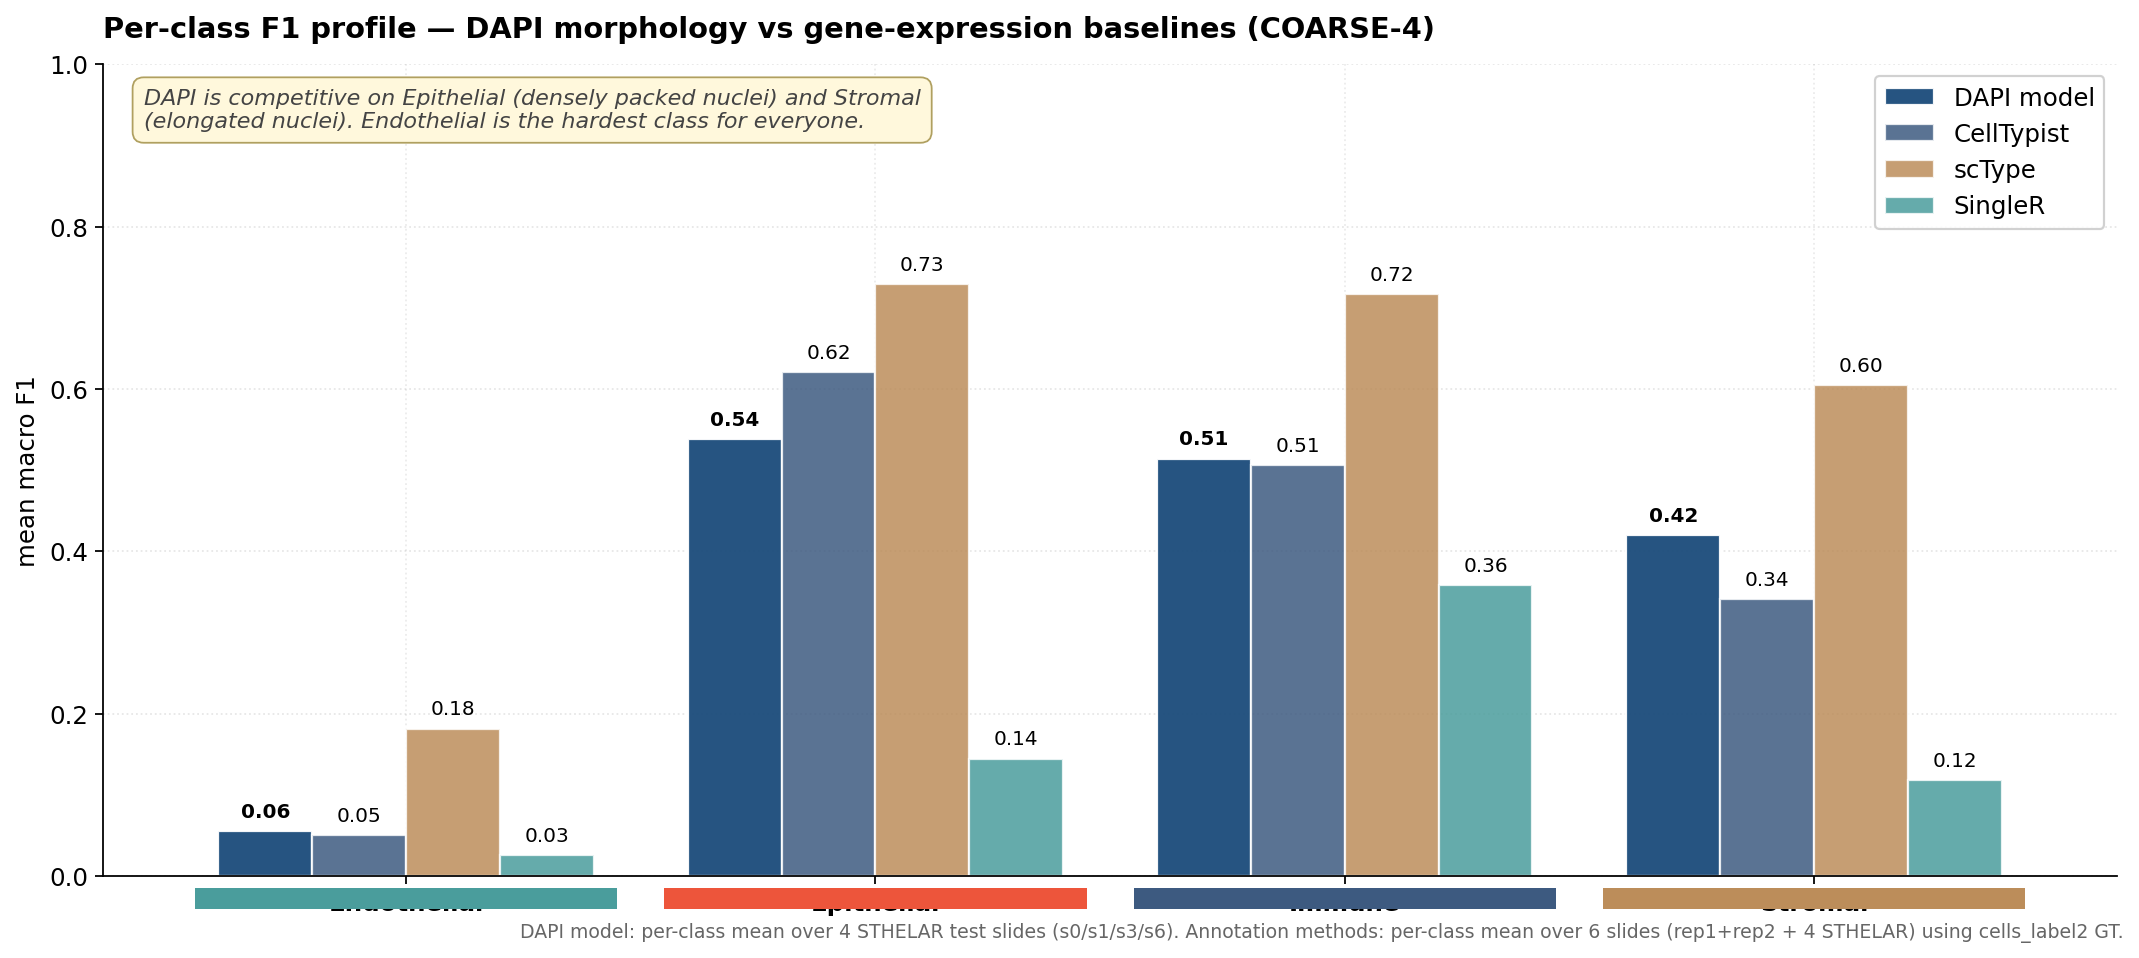 Per-class F1 profile — DAPI morphology vs gene-expression baselines (COARSE-4)
DAPI is competitive on Epithelial (densely packed nuclei) and Stromal
(elongated nuclei). Endothelial is the hardest class for everyone.
DAPI model
CellTypist
scType
SingleR
mean macro F1
1.0
0.8
0.6
0.4
0.2
0.0
0.06
0.05
0.18
0.03
0.54
0.62
0.73
0.14
0.51
0.51
0.72
0.36
0.42
0.34
0.60
0.12
DAPI model: per-class mean over 4 STHELAR test slides (s0/s1/s3/s6). Annotation methods: per-class mean over 6 slides (rep1+rep2 + 4 STHELAR) using cells_label2 GT.